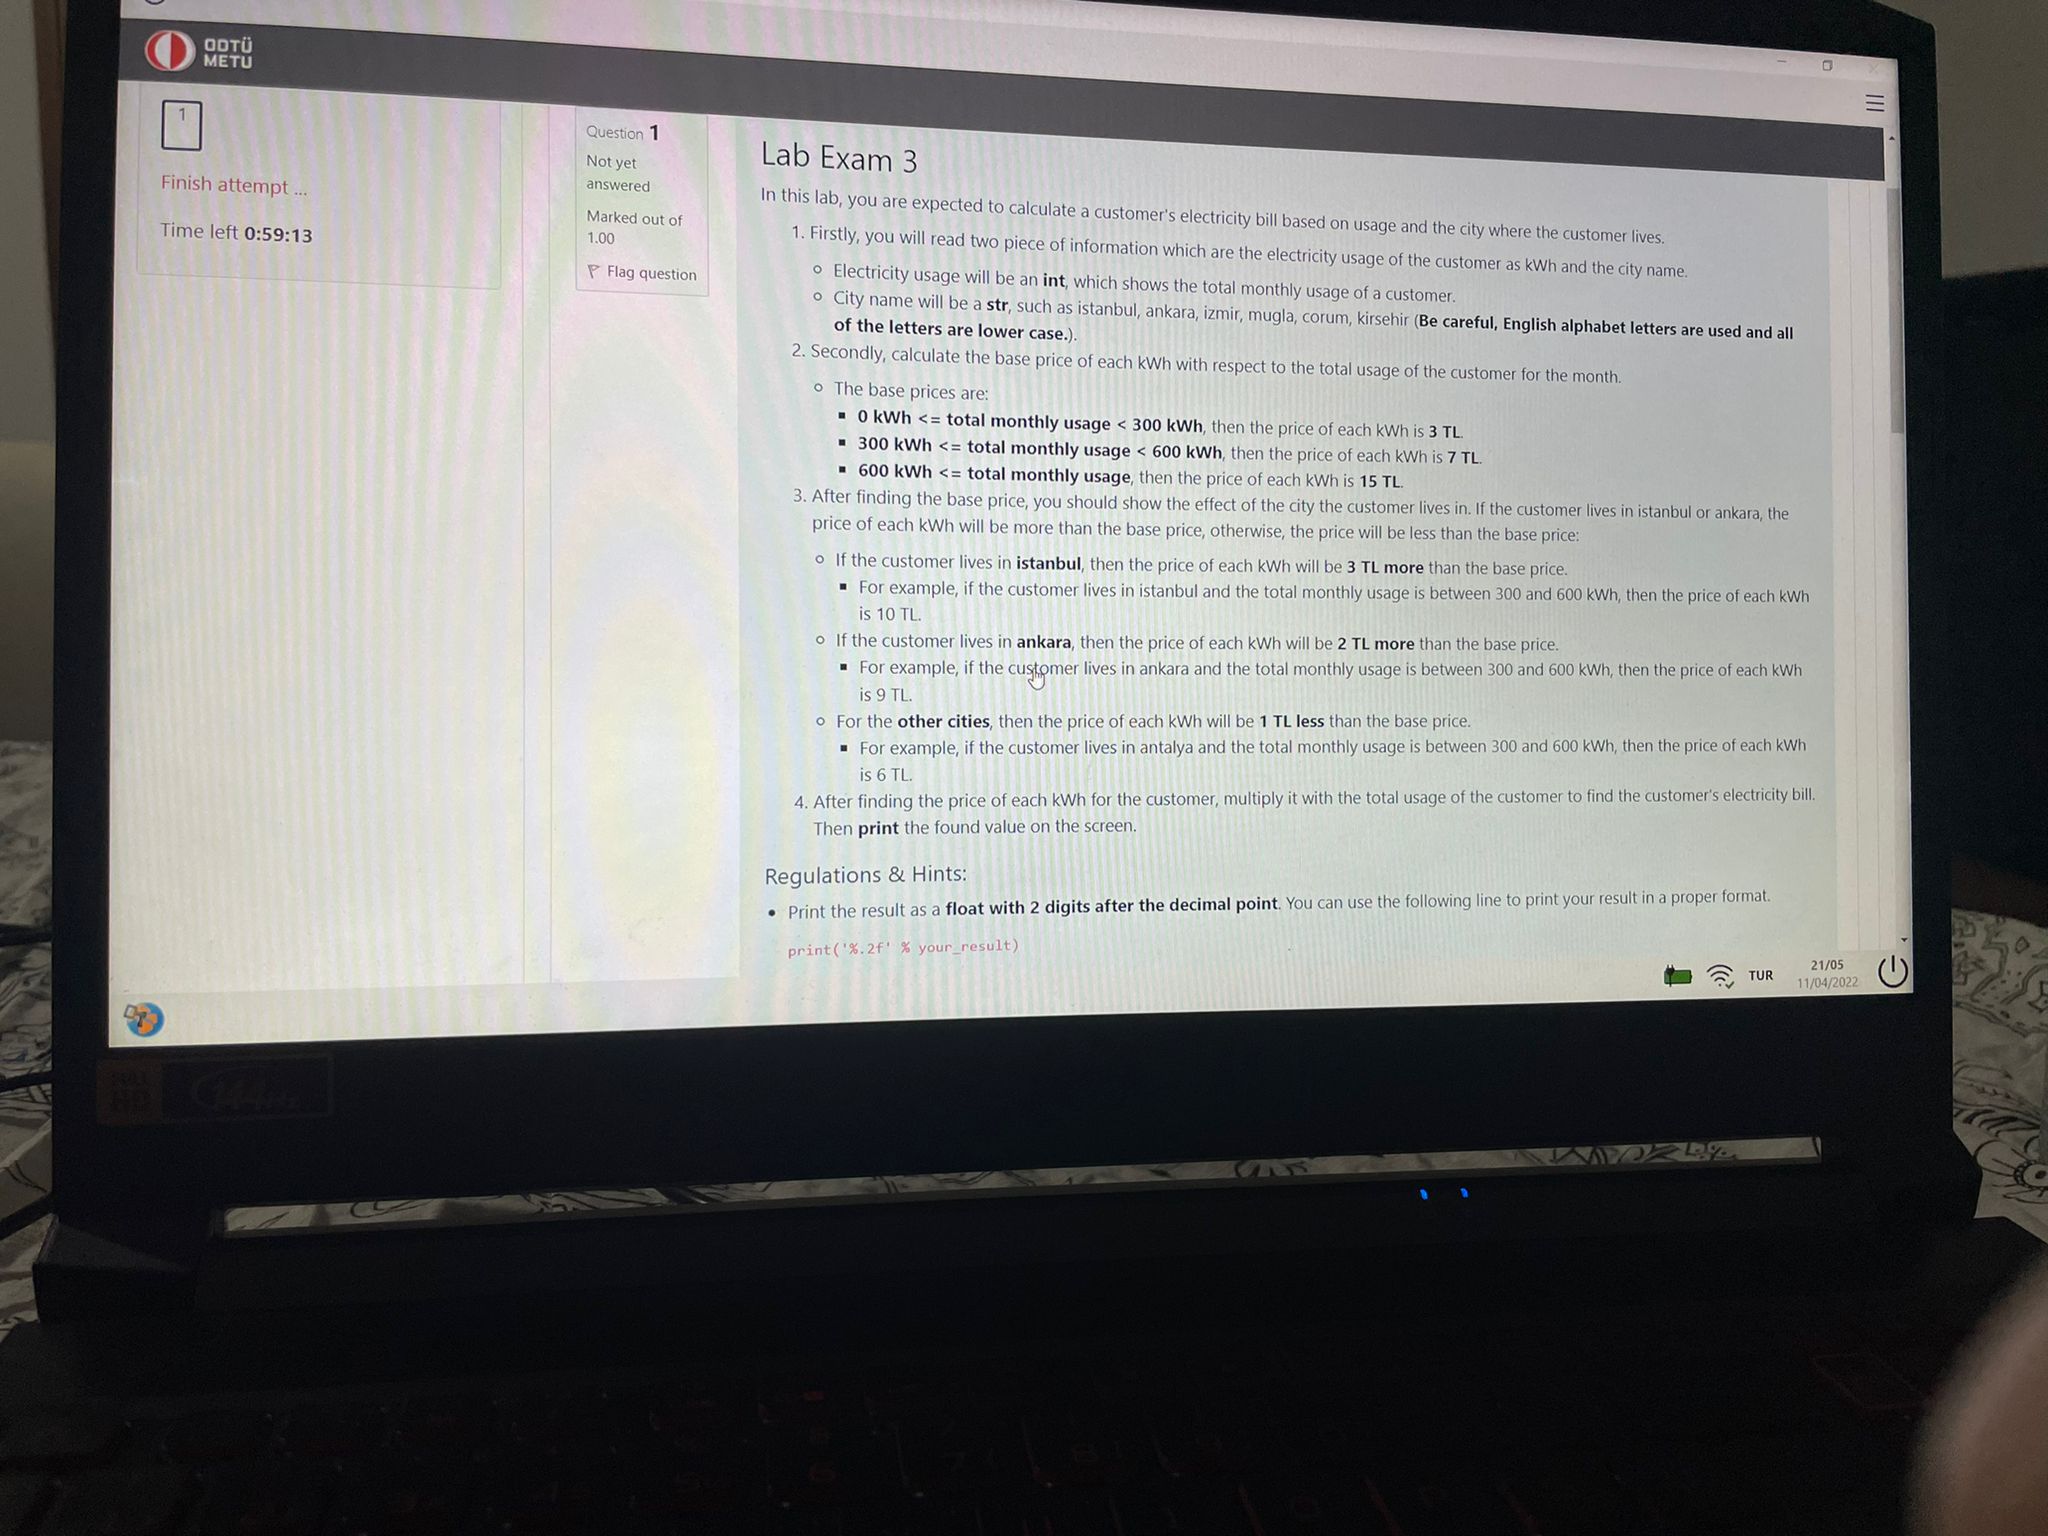 ODTÜ
METU
1
Finish attempt ...
Time left 0:59:13
Question 1
Not yet
answered
Marked out of
1.00
Flag question
Lab Exam 3
In this lab, you are expected to calculate a customer's electricity bill based on usage and the city where the customer lives.
1. Firstly, you will read two piece of information which are the electricity usage of the customer as kWh and the city name.
Electricity usage will be an int, which shows the total monthly usage of a customer.
City name will be a str, such as istanbul, ankara, izmir, mugla, corum, kirsehir (Be careful, English alphabet letters are used and all
of the letters are lower case.).
2. Secondly, calculate the base price of each kWh with respect to the total usage of the customer for the month.
The base prices are:
0 kWh <= total monthly usage < 300 kWh, then the price of each kWh is 3 TL.
300 kWh <= total monthly usage < 600 kWh, then the price of each kWh is 7 TL.
600 kWh <= total monthly usage, then the price of each kWh is 15 TL.
3. After finding the base price, you should show the effect of the city the customer lives in. If the customer lives in istanbul or ankara, the
price of each kWh will be more than the base price, otherwise, the price will be less than the base price:
If the customer lives in istanbul, then the price of each kWh will be 3 TL more than the base price.
For example, if the customer lives in istanbul and the total monthly usage is between 300 and 600 kWh, then the price of each kWh
is 10 TL.
If the customer lives in ankara, then the price of each kWh will be 2 TL more than the base price.
For example, if the customer lives in ankara and the total monthly usage is between 300 and 600 kWh, then the price of each kWh
is 9 TL.
For the other cities, then the price of each kWh will be 1 TL less than the base price.
For example, if the customer lives in antalya and the total monthly usage is between 300 and 600 kWh, then the price of each kWh
is 6 TL.
4. After finding the price of each kWh for the customer, multiply it with the total usage of the customer to find the customer's electricity bill.
Then print the found value on the screen.
Regulations & Hints:
Print the result as a float with 2 digits after the decimal point. You can use the following line to print your result in a proper format.
print('%.2f' % your_result)
TUR
21/05
11/04/2022
FULL
HD